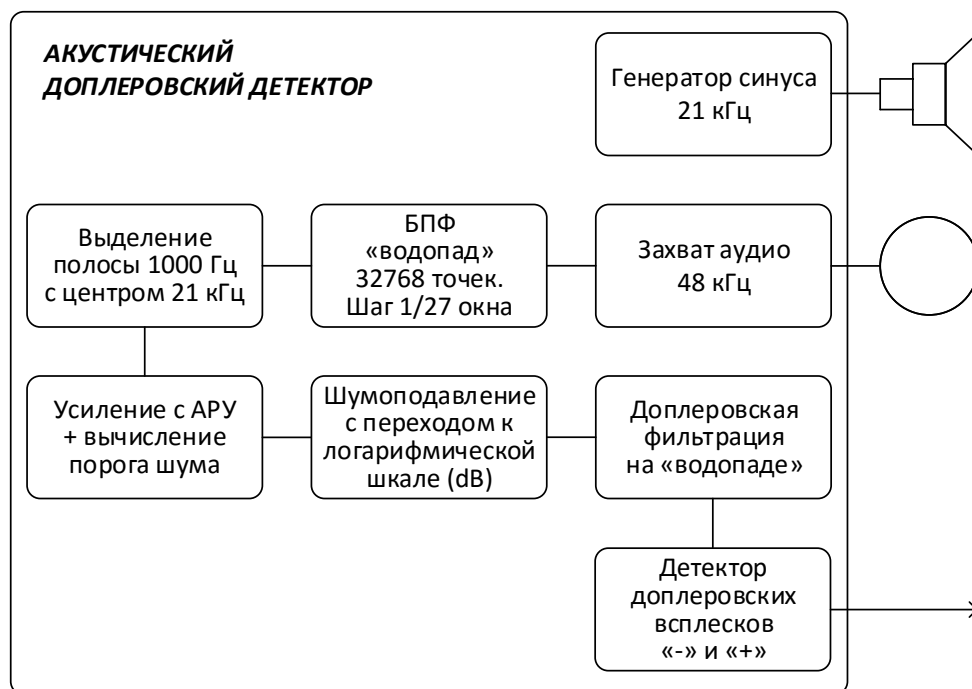 АКУСТИЧЕСКИЙ
ДОПЛЕРОВСКИЙ ДЕТЕКТОР
Генератор синуса
21 кГц
Выделение
полосы 1000 Гц
с центром 21 кГц
БПФ
«водопад»
32768 точек.
Шаг 1/27 окна
Захват аудио
48 кГц
Усиление с АРУ
+ вычисление
порога шума
Шумоподавление
с переходом к
логарифмической
шкале (dB)
Доплеровская
фильтрация
на «водопаде»
Детектор
доплеровских
всплесков
«-» и «+»